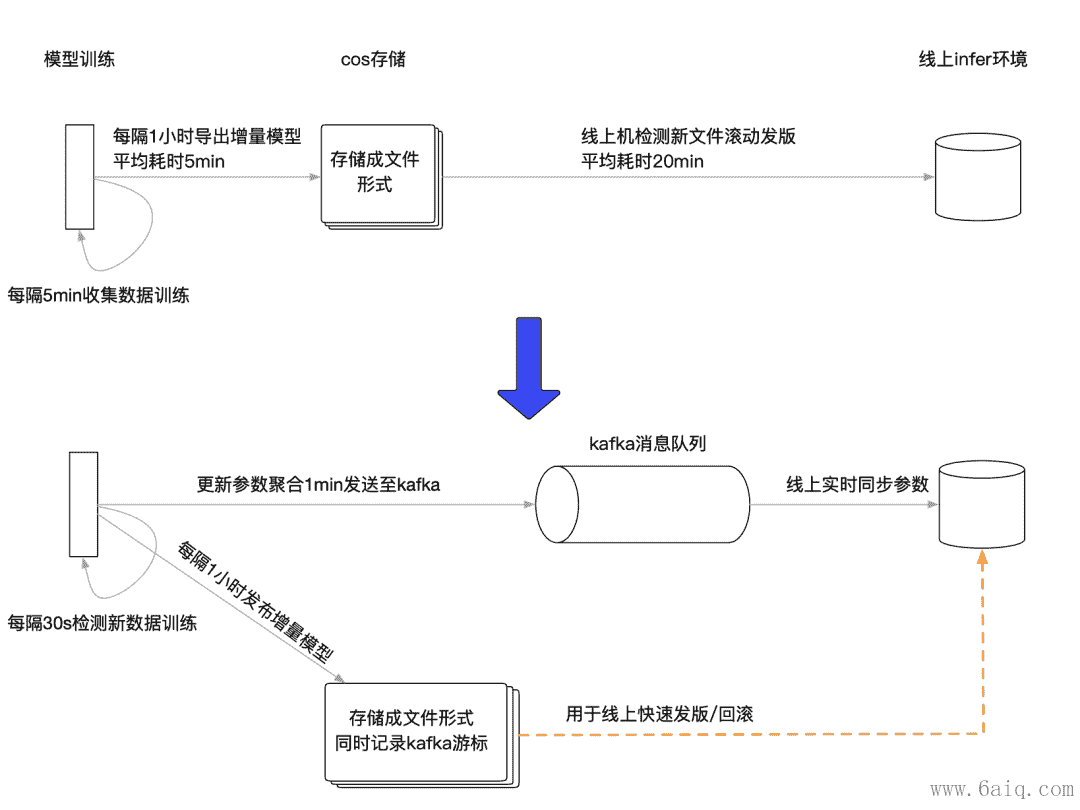 模型训练
cos存储
线上infer环境
每隔1小时导出增量模型
平均耗时5min
存储成文件
形式
线上机检测新文件滚动发版
平均耗时20min
每隔5min收集数据训练
kafka消息队列
更新参数聚合1min发送至kafka
线上实时同步参数
每隔1小时发布增量模型
每隔30s检测新数据训练
存储成文件形式
同时记录kafka游标
用于线上快速发版/回滚
www.6aiq.com